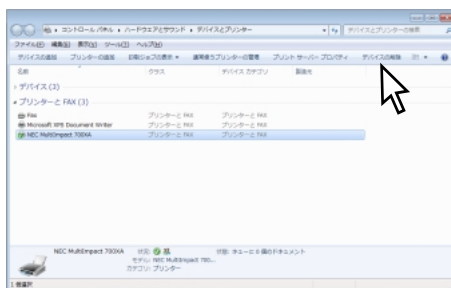 コントロール パネル ▸ ハードウェアとサウンド ▸ デバイスとプリンター
デバイスとプリンターの検索
ファイル(F) 編集(E) 表示(V) ツール(T) ヘルプ(H)
デバイスの追加 プリンターの追加 印刷ジョブの表示 通常使うプリンターの管理 プリント サーバー プロパティ デバイスの削除
名前 クラス デバイス カテゴリ 製造元
デバイス (3)
プリンターと FAX (3)
Fax プリンターと FAX プリンターと FAX
Microsoft XPS Document Writer プリンターと FAX プリンターと FAX
NEC MultiImpact 700XA プリンターと FAX プリンターと FAX
NEC MultiImpact 700XA 状況: 状態: キューに 0 個のドキュメント
モデル: NEC MultiImpact 700...
カテゴリ: プリンター